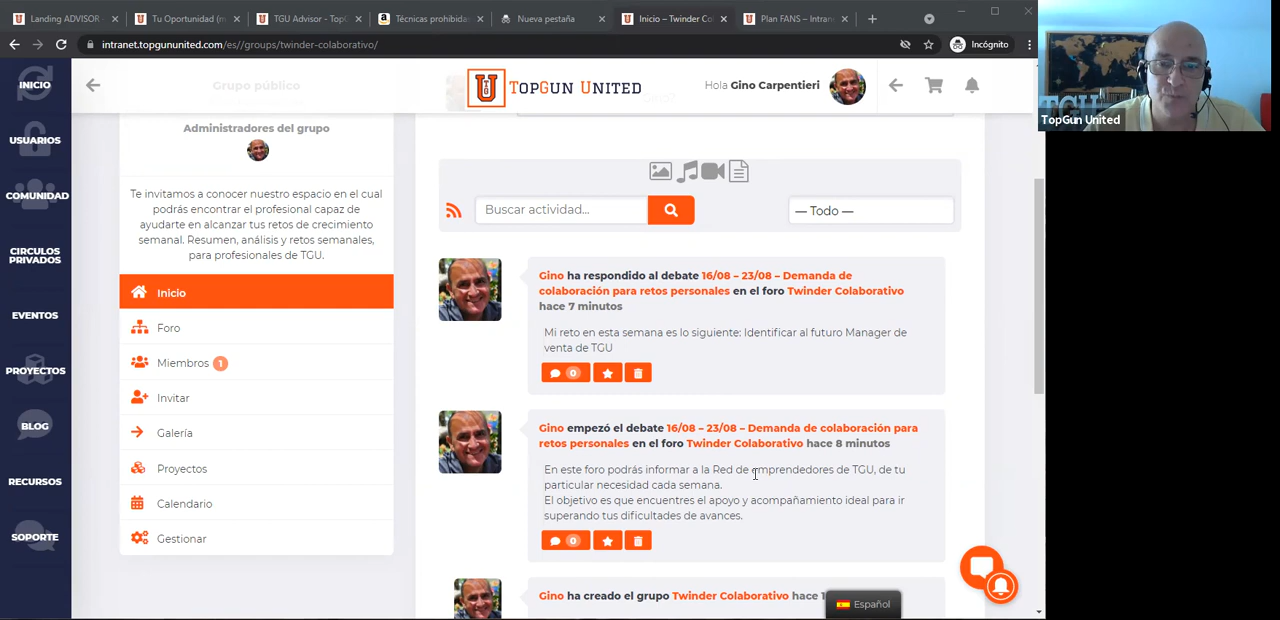 Landing ADVISOR -
Tu Oportunidad (m
TGU Advisor - TopG
Técnicas prohibida
Nueva pestaña
Inicio – Twinder Co
Plan FANS – Intran
intranet.topgununited.com/es//groups/twinder-colaborativo/
Incógnito
TopGun United
INICIO
USUARIOS
COMUNIDAD
CIRCULOS
PRIVADOS
EVENTOS
PROYECTOS
BLOG
RECURSOS
SOPORTE
TOPGUN UNITED
Hola Gino Carpentieri
Grupo público
Administradores del grupo
Te invitamos a conocer nuestro espacio en el cual
podrás encontrar el profesional capaz de
ayudarte en alcanzar tus retos de crecimiento
semanal. Resumen, análisis y retos semanales,
para profesionales de TGU.
Inicio
Foro
Miembros 1
Invitar
Galería
Proyectos
Calendario
Gestionar
Buscar actividad...
— Todo —
Gino ha respondido al debate 16/08 – 23/08 – Demanda de
colaboración para retos personales en el foro Twinder Colaborativo
hace 7 minutos
Mi reto en esta semana es lo siguiente: Identificar al futuro Manager de
venta de TGU
0
Gino empezó el debate 16/08 – 23/08 – Demanda de colaboración para
retos personales en el foro Twinder Colaborativo hace 8 minutos
En este foro podrás informar a la Red de emprendedores de TGU, de tu
particular necesidad cada semana.
El objetivo es que encuentres el apoyo y acompañamiento ideal para ir
superando tus dificultades de avances.
0
Gino ha creado el grupo Twinder Colaborativo hace 1
Español